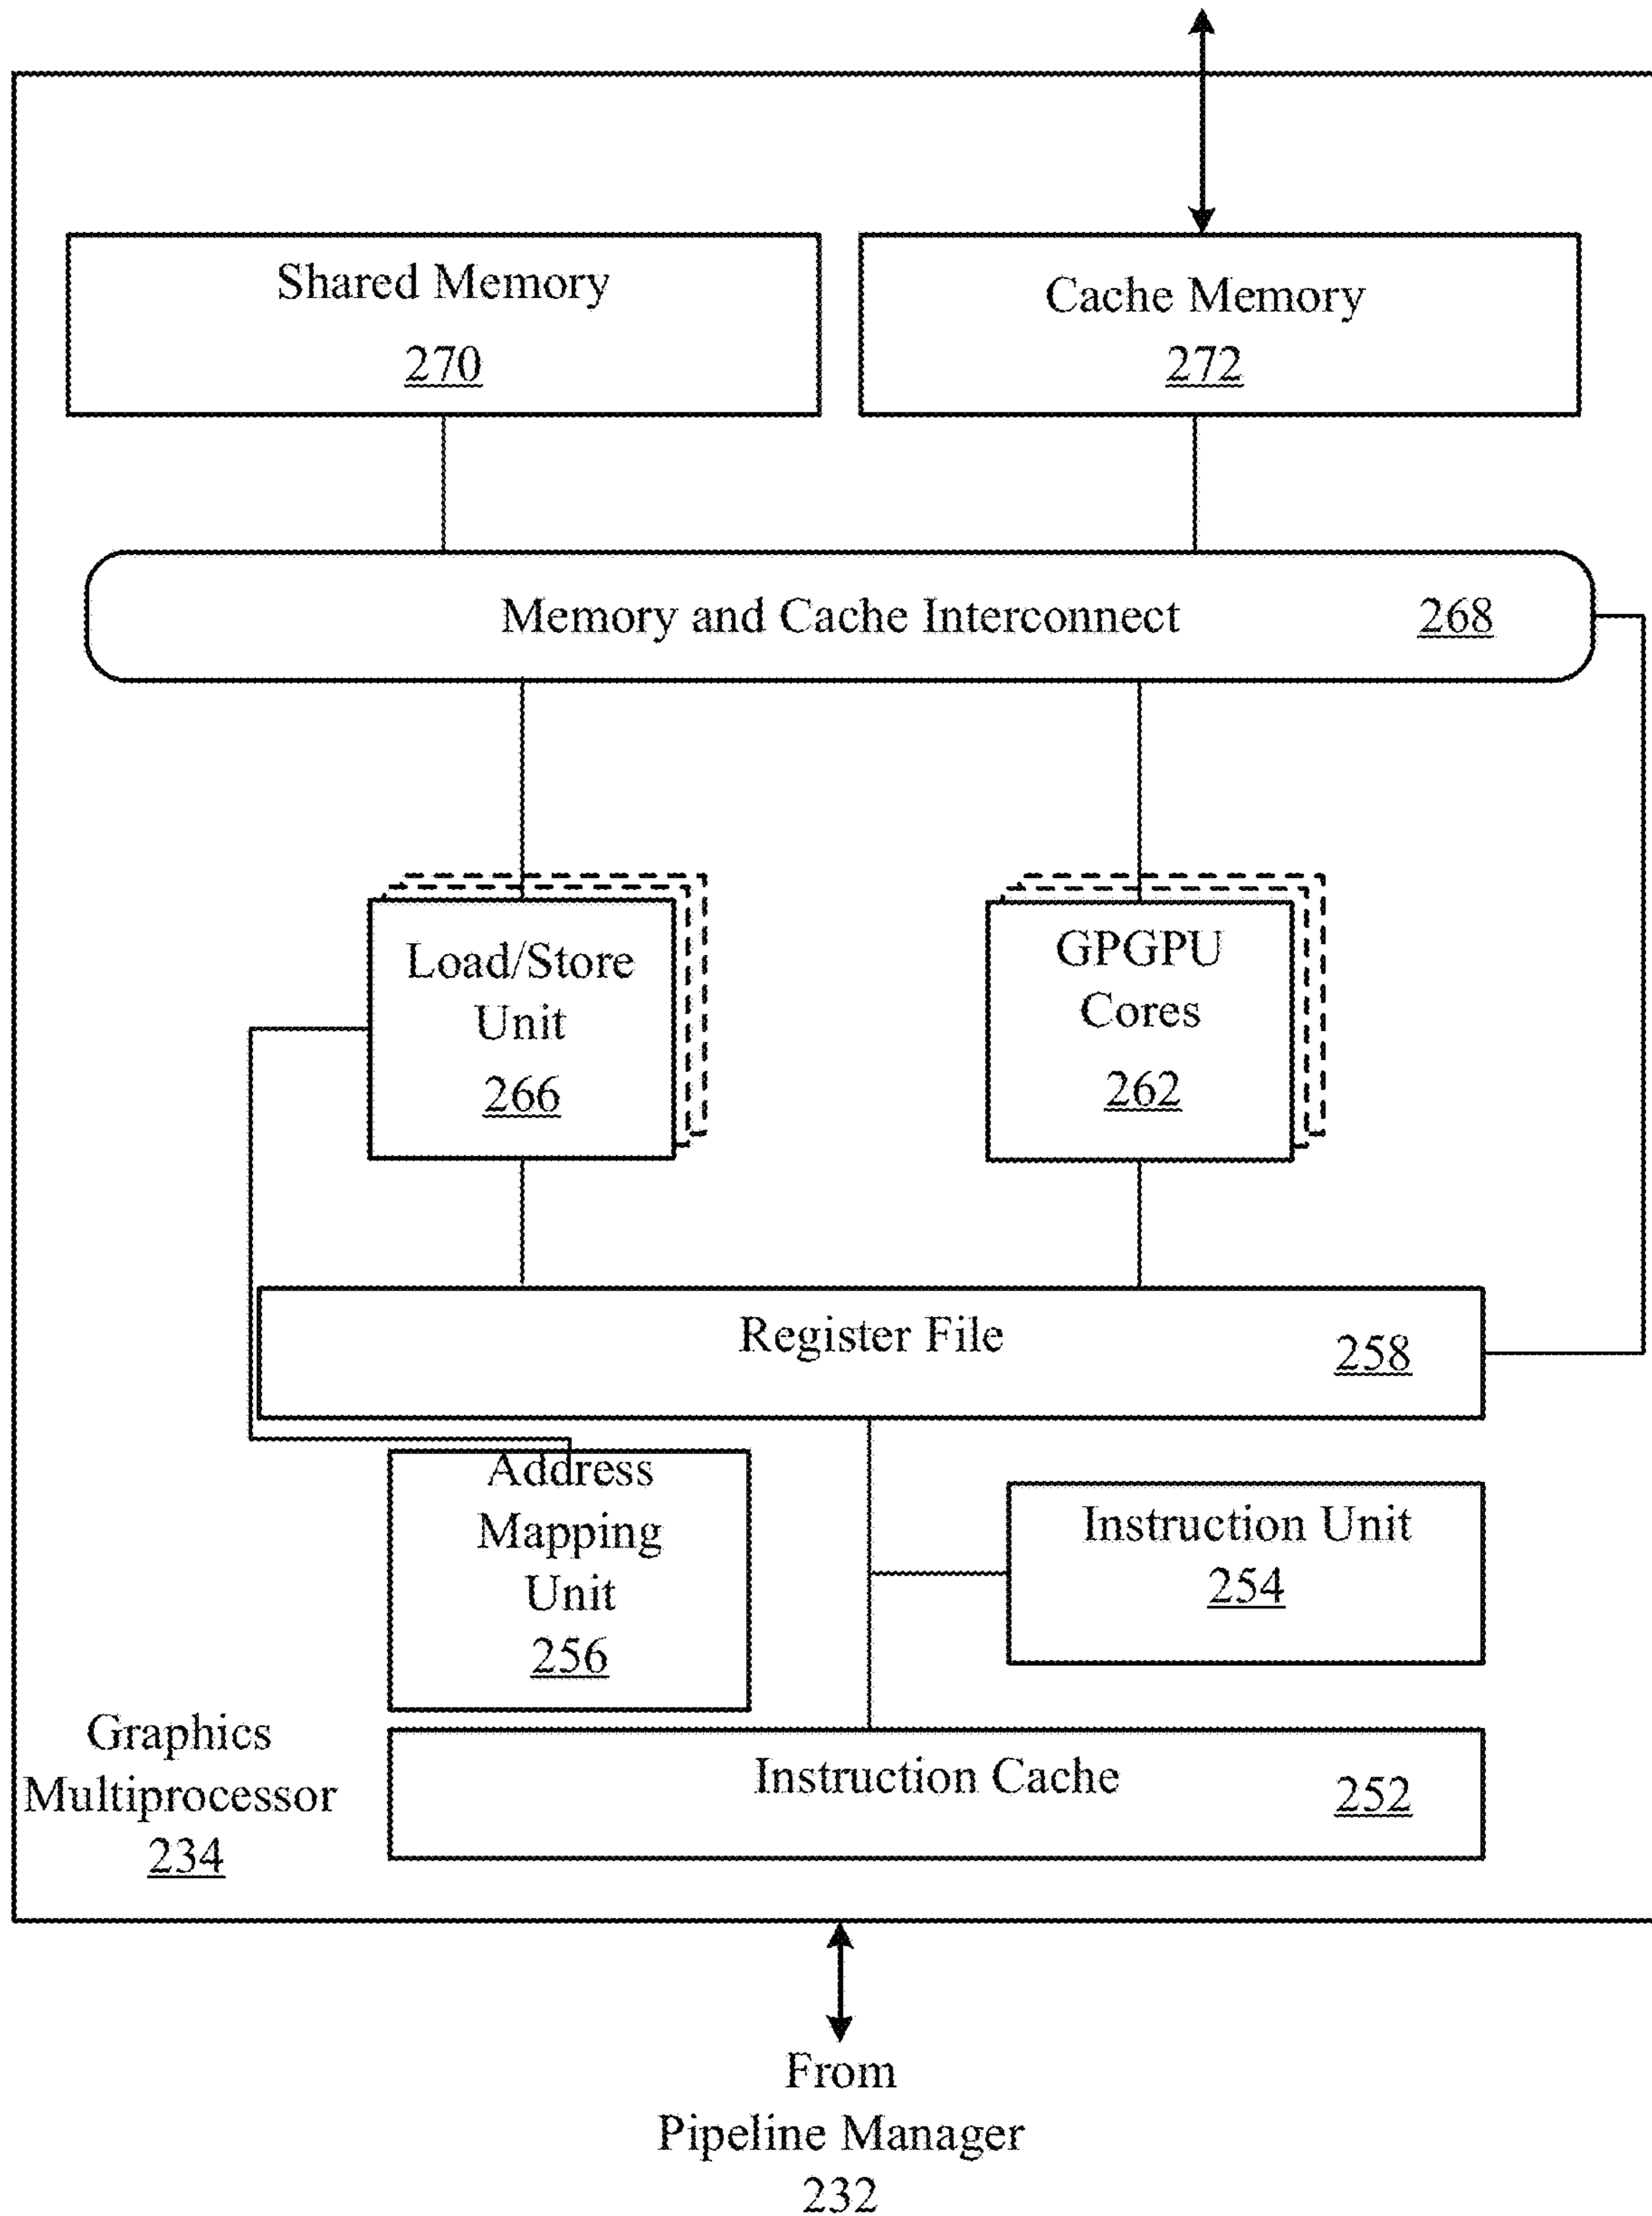 Shared Memory
270
Cache Memory
272
Memory and Cache Interconnect 268
Load/Store
Unit
266
GPGPU
Cores
262
Register File 258
Address
Mapping
Unit
256
Instruction Unit
254
Graphics
Multiprocessor
234
Instruction Cache 252
From
Pipeline Manager
232